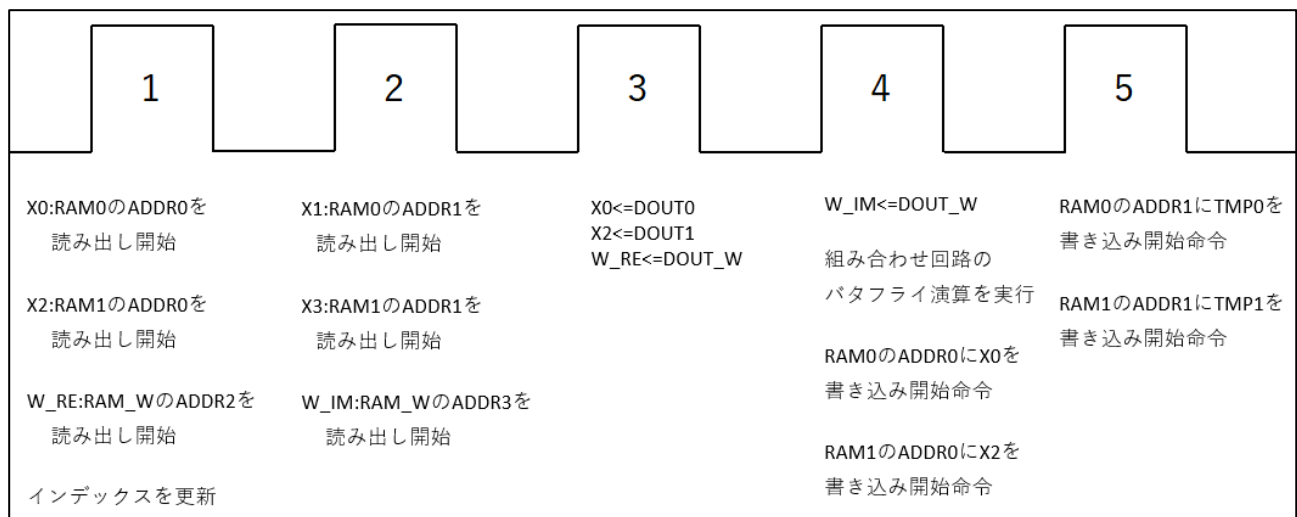 1
2
3
4
5
X0:RAM0のADDR0を
読み出し開始
X2:RAM1のADDR0を
読み出し開始
W_RE:RAM_WのADDR2を
読み出し開始
インデックスを更新
X1:RAM0のADDR1を
読み出し開始
X3:RAM1のADDR1を
読み出し開始
W_IM:RAM_WのADDR3を
読み出し開始
X0<=DOUT0
X2<=DOUT1
W_RE<=DOUT_W
W_IM<=DOUT_W
組み合わせ回路の
バタフライ演算を実行
RAM0のADDR0にX0を
書き込み開始命令
RAM1のADDR0にX2を
書き込み開始命令
RAM0のADDR1にTMP0を
書き込み開始命令
RAM1のADDR1にTMP1を
書き込み開始命令